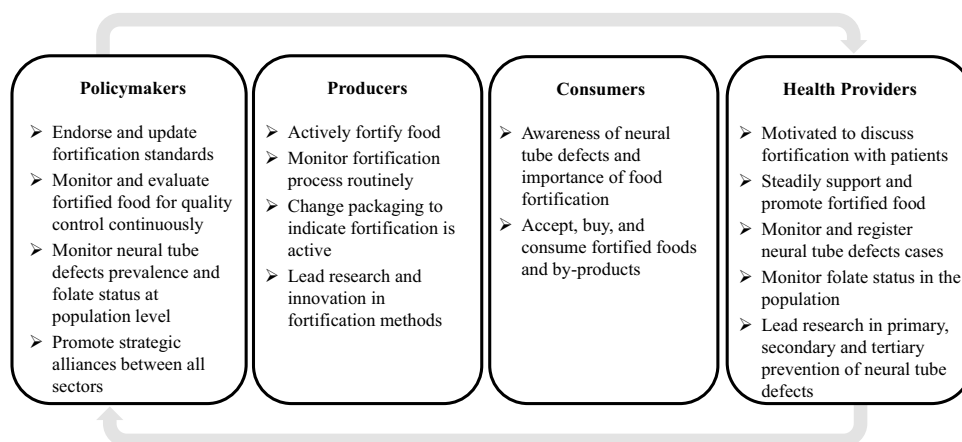 Policymakers
➢ Endorse and update
fortification standards
➢ Monitor and evaluate
fortified food for quality
control continuously
➢ Monitor neural tube
defects prevalence and
folate status at
population level
➢ Promote strategic
alliances between all
sectors
Producers
➢ Actively fortify food
➢ Monitor fortification
process routinely
➢ Change packaging to
indicate fortification is
active
➢ Lead research and
innovation in
fortification methods
Consumers
➢ Awareness of neural
tube defects and
importance of food
fortification
➢ Accept, buy, and
consume fortified foods
and by-products
Health Providers
➢ Motivated to discuss
fortification with patients
➢ Steadily support and
promote fortified food
➢ Monitor and register
neural tube defects cases
➢ Monitor folate status in the
population
➢ Lead research in primary,
secondary and tertiary
prevention of neural tube
defects